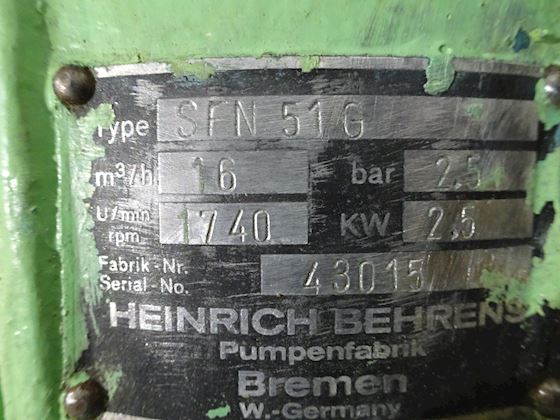 Type SFN 51 G
m³/h 16 bar 2.5
U/min rpm 1740 KW 2.5
Fabrik-Nr.
Serial No. 43015/
HEINRICH BEHRENS
Pumpenfabrik
Bremen
W.-Germany